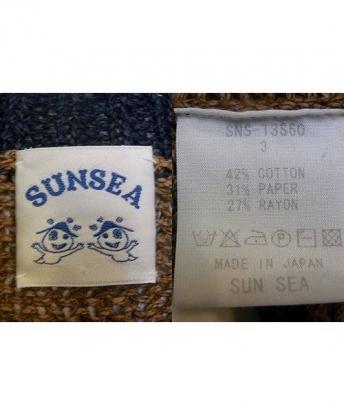 SUNSEA
SNS-13S60
3
42% COTTON
31% PAPER
27% RAYON
MADE IN JAPAN
SUN SEA